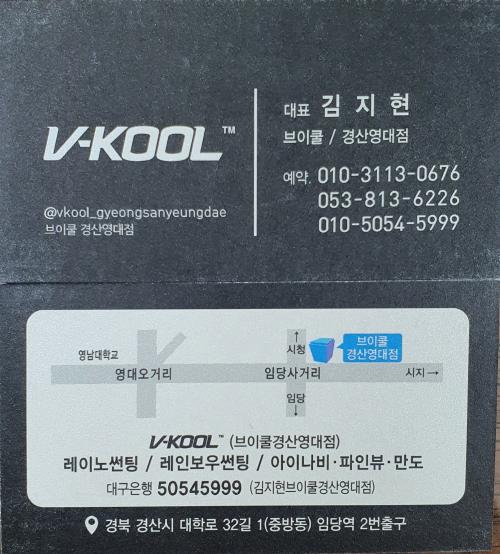 V-KOOL™
@vkool_gyeongsanyeungdae
브이쿨 경산영대점
대표 김지현
브이쿨 / 경산영대점
예약. 010-3113-0676
053-813-6226
010-5054-5999
영남대학교
영대오거리
↑
시청
임당사거리
임당
↓
브이쿨
경산영대점
시지→
V-KOOL™ (브이쿨경산영대점)
레이노썬팅 / 레인보우썬팅 / 아이나비·파인뷰·만도
대구은행 50545999 (김지현브이쿨경산영대점)
경북 경산시 대학로 32길 1(중방동) 임당역 2번출구